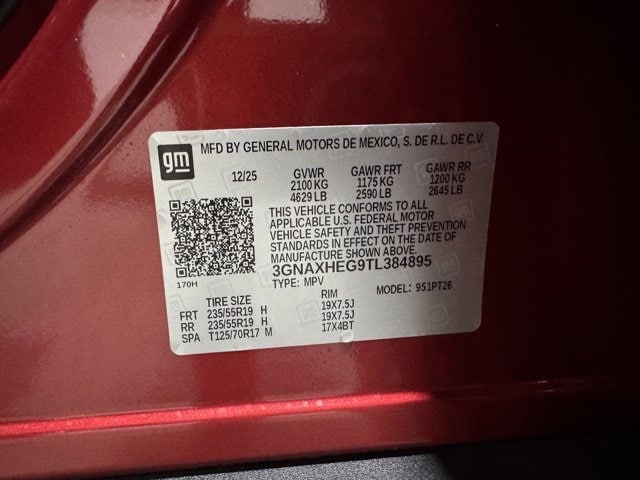 gm MFD BY GENERAL MOTORS DE MEXICO, S. DE R.L. DE C.V.
12/25 GVWR GAWR FRT GAWR RR
2100 KG 1175 KG 1200 KG
4629 LB 2590 LB 2645 LB
THIS VEHICLE CONFORMS TO ALL
APPLICABLE U.S. FEDERAL MOTOR
VEHICLE SAFETY AND THEFT PREVENTION
STANDARDS IN EFFECT ON THE DATE OF
MANUFACTURE SHOWN ABOVE.
170H 3GNAXHEG9TL384895
TYPE: MPV MODEL: 951PT26
TIRE SIZE RIM
FRT 235/55R19 H 19X7.5J
RR 235/55R19 H 19X7.5J
SPA T125/70R17 M 17X4BT